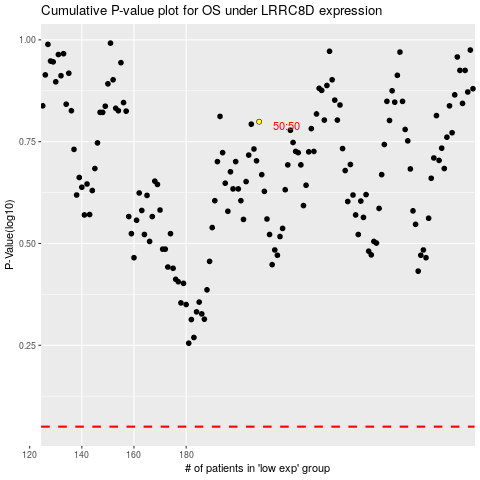 Cumulative P-value plot for OS under LRRC8D expression
1.00
0.75
0.50
0.25
P-Value(log10)
50:50
120 140 160 180
# of patients in 'low exp' group